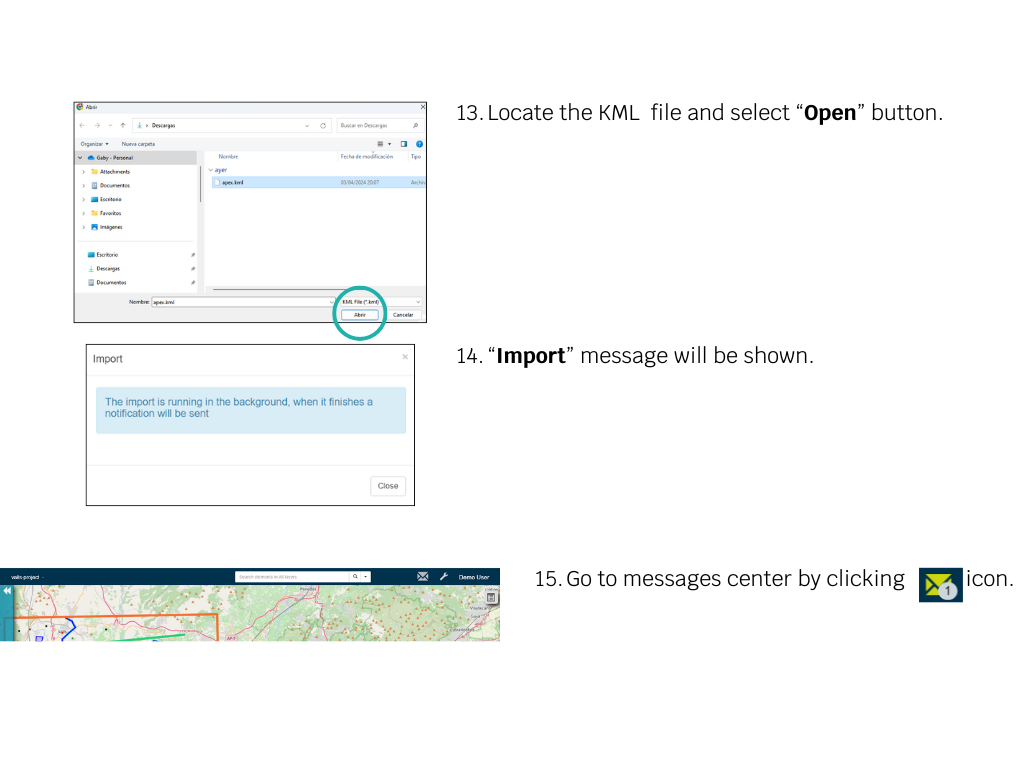 Abrir
Descargas
Buscar en Descargas
Organizar
Nueva carpeta
Gaby - Personal
Attachments
Documentos
Escritorio
Favoritos
Imágenes
Escritorio
Descargas
Documentos
Nombre
Fecha de modificación
Tipo
ayer
apex.kml
03/04/2024 20:07
Archiv
Nombre:
apex.kml
KML File (*.kml)
Abrir
Cancelar
13. Locate the KML file and select “Open” button.
Import
×
The import is running in the background, when it finishes a
notification will be sent
Close
14. “Import” message will be shown.
Search elements in All layers
Demo User
15. Go to messages center by clicking
1
icon.